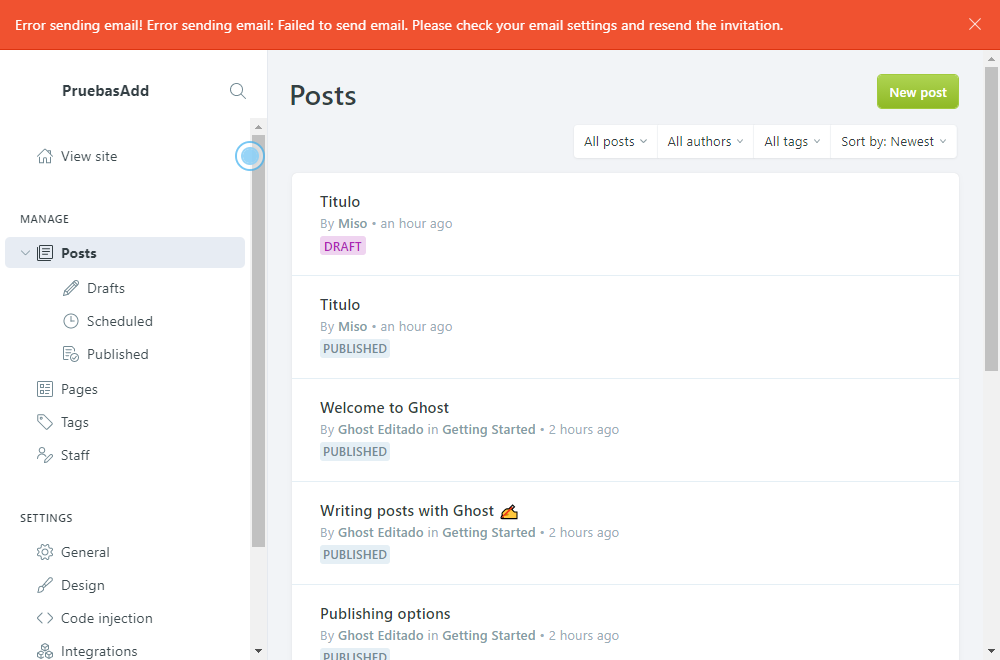 Error sending email! Error sending email: Failed to send email. Please check your email settings and resend the invitation.
PruebasAdd
View site
MANAGE
Posts
Drafts
Scheduled
Published
Pages
Tags
Staff
SETTINGS
General
Design
Code injection
Integrations
Posts
New post
All posts
All authors
All tags
Sort by: Newest
Titulo
By Miso • an hour ago
DRAFT
Titulo
By Miso • an hour ago
PUBLISHED
Welcome to Ghost
By Ghost Editado in Getting Started • 2 hours ago
PUBLISHED
Writing posts with Ghost ✍️
By Ghost Editado in Getting Started • 2 hours ago
PUBLISHED
Publishing options
By Ghost Editado in Getting Started • 2 hours ago
PUBLISHED